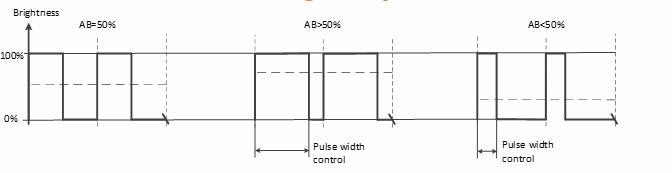 Brightness
AB=50%
AB>50%
AB<50%
100%
0%
Pulse width
control
Pulse width
control